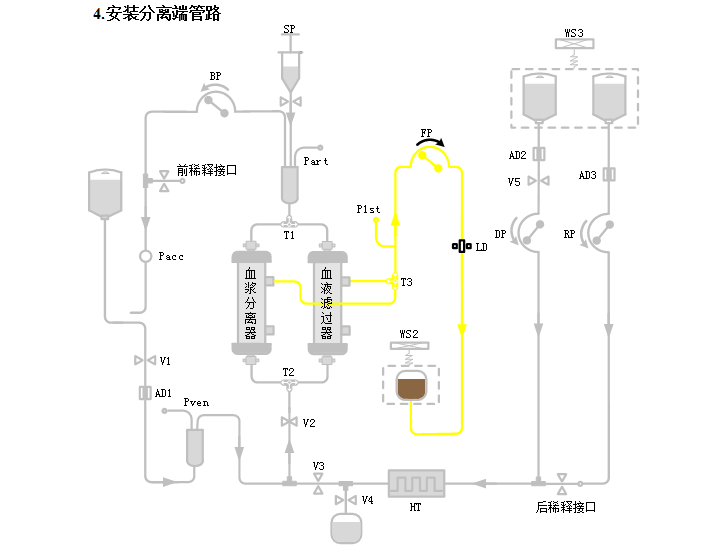 4.安装分离端管路
SP
WS3
BP
FP
Part
AD2
前稀释接口
V5
AD3
P1st
T1
DP
RP
Pacc
LD
血浆分离器
血液滤过器
T3
WS2
V1
T2
AD1
Pven
V2
V3
V4
HT
后稀释接口